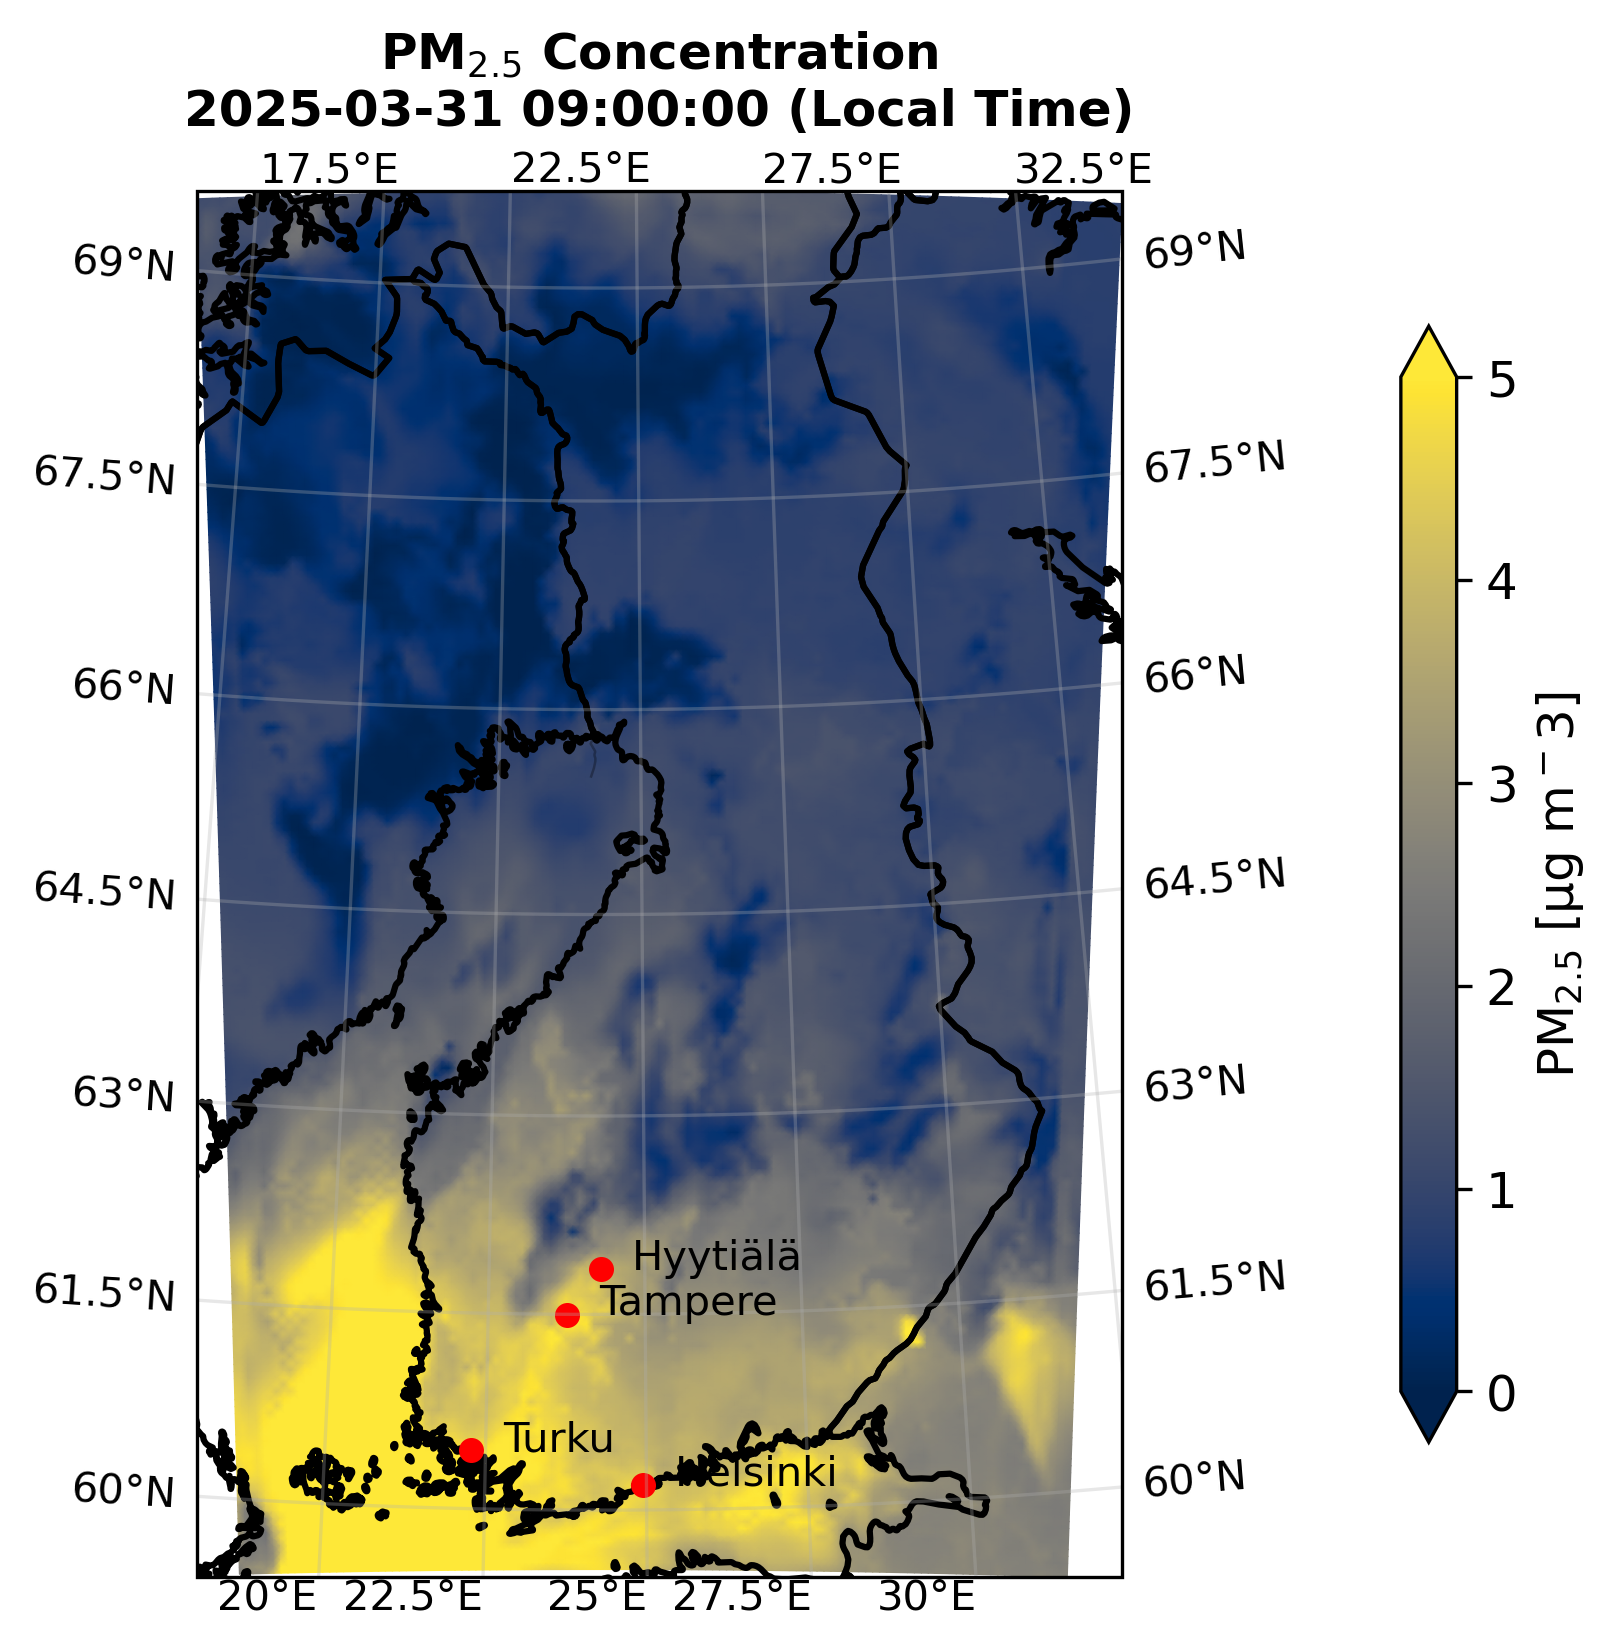 PM2.5 Concentration
2025-03-31 09:00:00 (Local Time)
17.5°E 22.5°E 27.5°E 32.5°E
69°N 69°N
67.5°N 67.5°N
66°N 66°N
64.5°N 64.5°N
63°N 63°N
61.5°N 61.5°N
60°N 60°N
Hyytiälä
Tampere
Turku
Helsinki
20°E 22.5°E 25°E 27.5°E 30°E
5
4
3
2
1
0
PM2.5 [µg m−3]